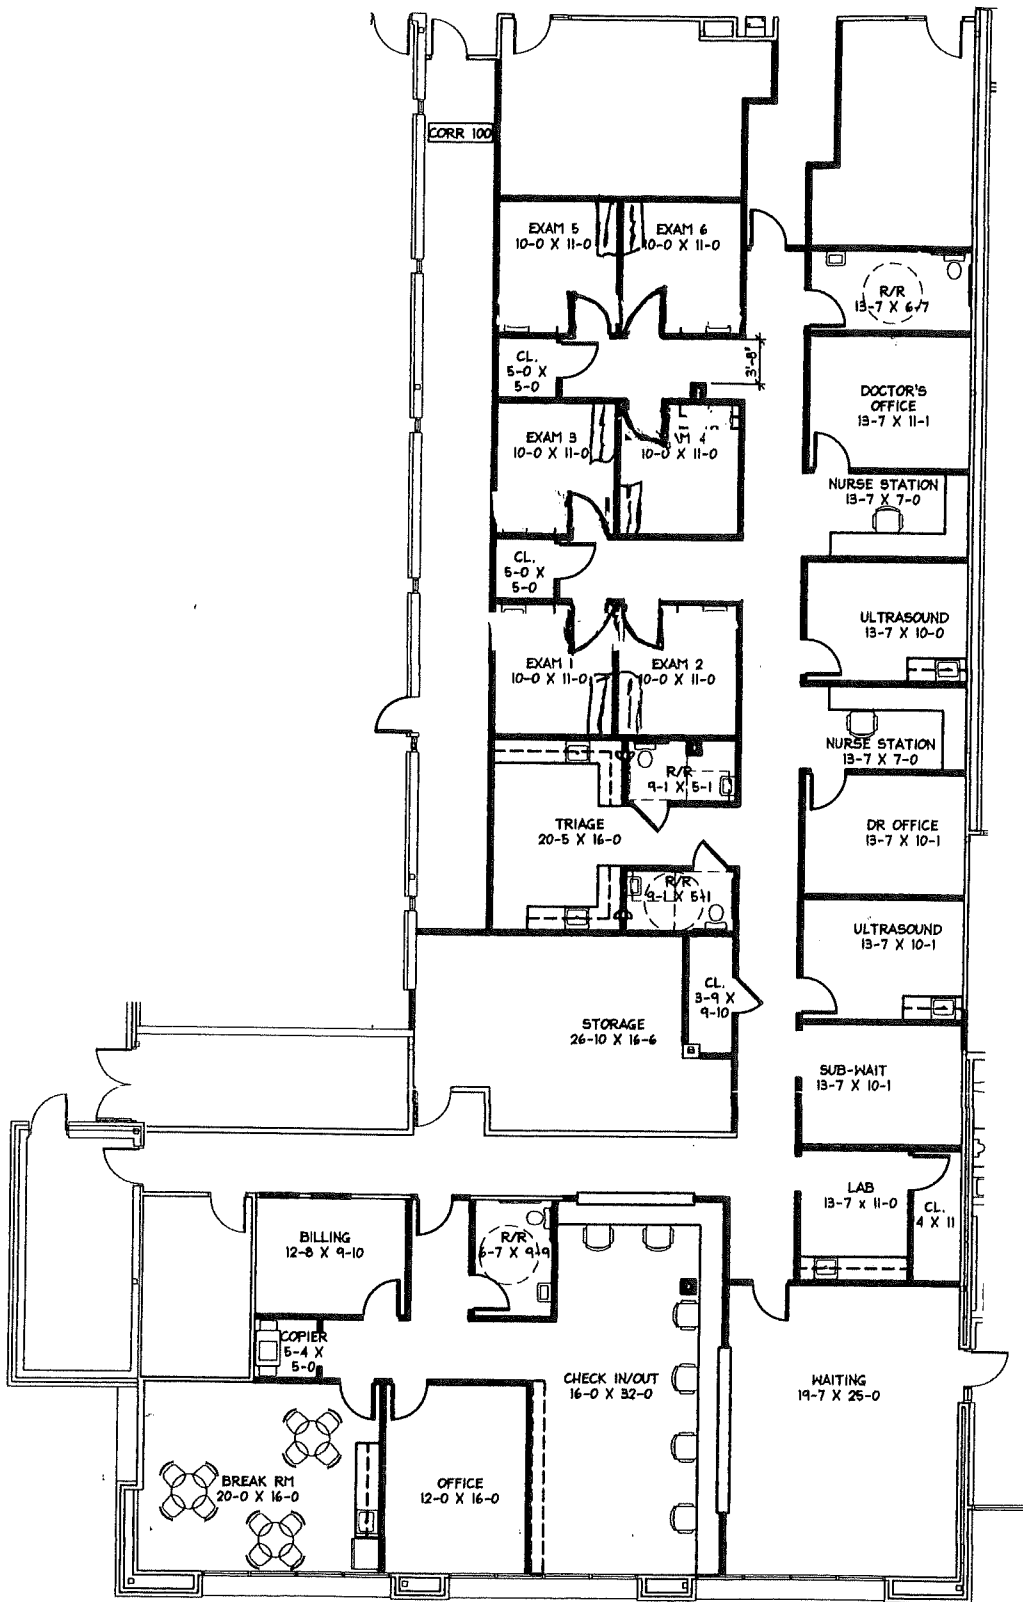 CORR 100
EXAM 5
10-0 X 11-0
EXAM 6
10-0 X 11-0
R/R
13-7 X 6-7
CL.
5-0 X
5-0
3'-8"
DOCTOR'S
OFFICE
13-7 X 11-1
EXAM 3
10-0 X 11-0
M 4
10-0 X 11-0
NURSE STATION
13-7 X 7-0
CL.
5-0 X
5-0
ULTRASOUND
13-7 X 10-0
EXAM 1
10-0 X 11-0
EXAM 2
10-0 X 11-0
NURSE STATION
13-7 X 7-0
R/R
9-1 X 5-1
TRIAGE
20-5 X 16-0
DR OFFICE
13-7 X 10-1
R/R
9-1 X 5-1
ULTRASOUND
13-7 X 10-1
CL.
3-9 X
9-10
STORAGE
26-10 X 16-6
SUB-WAIT
13-7 X 10-1
LAB
13-7 x 11-0
CL.
4 X 11
BILLING
12-8 X 9-10
R/R
6-7 X 9-9
COPIER
5-4 X
5-0
CHECK IN/OUT
16-0 X 32-0
WAITING
19-7 X 25-0
BREAK RM
20-0 X 16-0
OFFICE
12-0 X 16-0